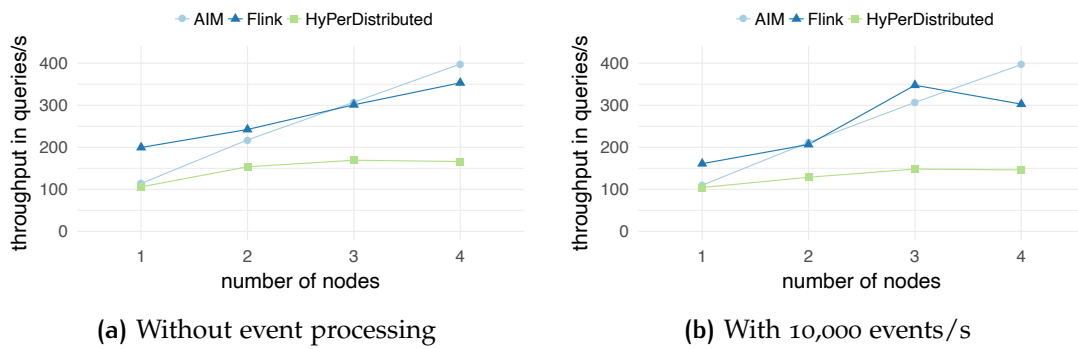 AIM Flink HyPerDistributed
throughput in queries/s
400
300
200
100
0
1 2 3 4
number of nodes
(a) Without event processing
AIM Flink HyPerDistributed
throughput in queries/s
400
300
200
100
0
1 2 3 4
number of nodes
(b) With 10,000 events/s